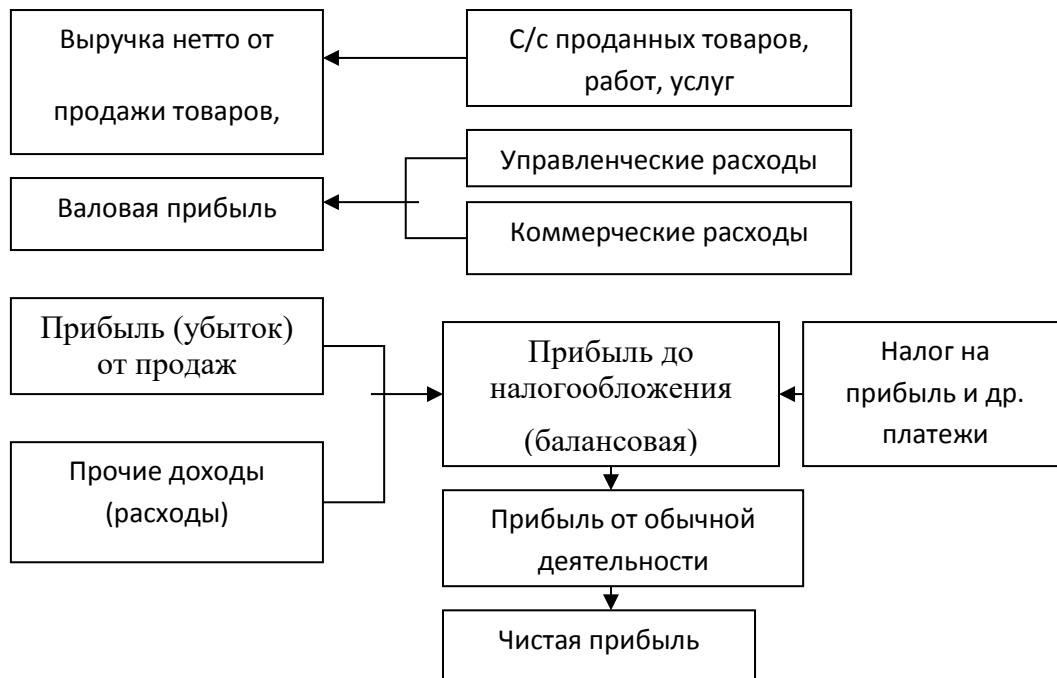 Выручка нетто от
продажи товаров,
С/с проданных товаров,
работ, услуг
Управленческие расходы
Валовая прибыль
Коммерческие расходы
Прибыль (убыток)
от продаж
Прибыль до
налогообложения
(балансовая)
Налог на
прибыль и др.
платежи
Прочие доходы
(расходы)
Прибыль от обычной
деятельности
Чистая прибыль